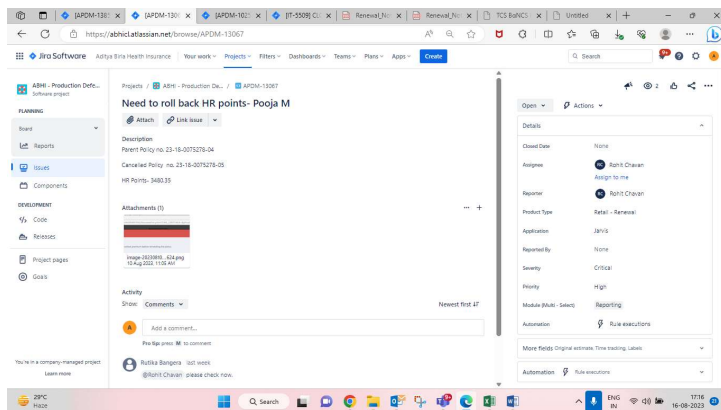 [APDM-1385
[APDM-1306
[APDM-1025
[IT-5509] CL
Renewal_No
Renewal_No
TCS BaNCS
Untitled
https://abhicl.atlassian.net/browse/APDM-13067
Jira Software
Aditya Birla Health Insurance
Your work
Projects
Filters
Dashboards
Teams
Plans
Apps
Create
Search
ABHI - Production Defe...
Software project
PLANNING
Board
Reports
Issues
Components
DEVELOPMENT
Code
Releases
Project pages
Goals
You're in a company-managed project
Learn more
Projects / ABHI - Production De... / APDM-13067
Need to roll back HR points- Pooja M
Attach
Link issue
Description
Parent Policy no. 23-18-0075278-04
Cancelled Policy no. 23-18-0075278-05
HR Points- 3480.35
Attachments (1)
image-20230810...624.png
10 Aug 2023, 11:05 AM
Activity
Show: Comments
Newest first
A
Add a comment...
Pro tip: press M to comment
Rutika Bangera last week
@Rohit Chavan please check now.
2
Open
Actions
Details
Closed Date None
Assignee RC Rohit Chavan
Assign to me
Reporter RC Rohit Chavan
Product Type Retail - Renewal
Application Jarvis
Reported By None
Severity Critical
Priority High
Module (Multi - Select) Reporting
Automation Rule executions
More fields Original estimate, Time tracking, Labels
Automation Rule executions
29°C
Haze
Search
ENG
IN
17:16
16-08-2023